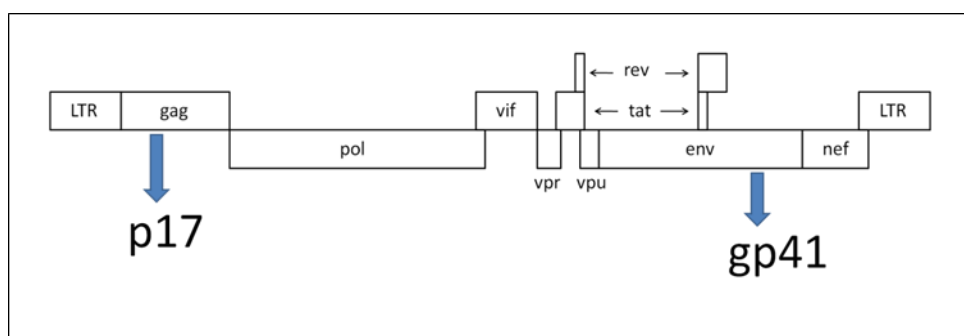 rev
LTR gag vif tat LTR
pol env nef
vpr vpu
p17
gp41